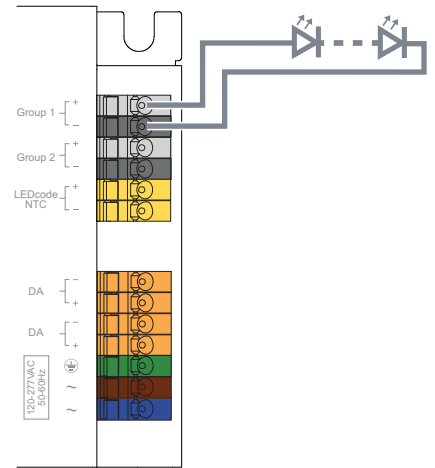 Group 1 + −
Group 2 + −
LEDcode
NTC + −
DA − +
DA − +
120-277VAC
50-60Hz
~
~